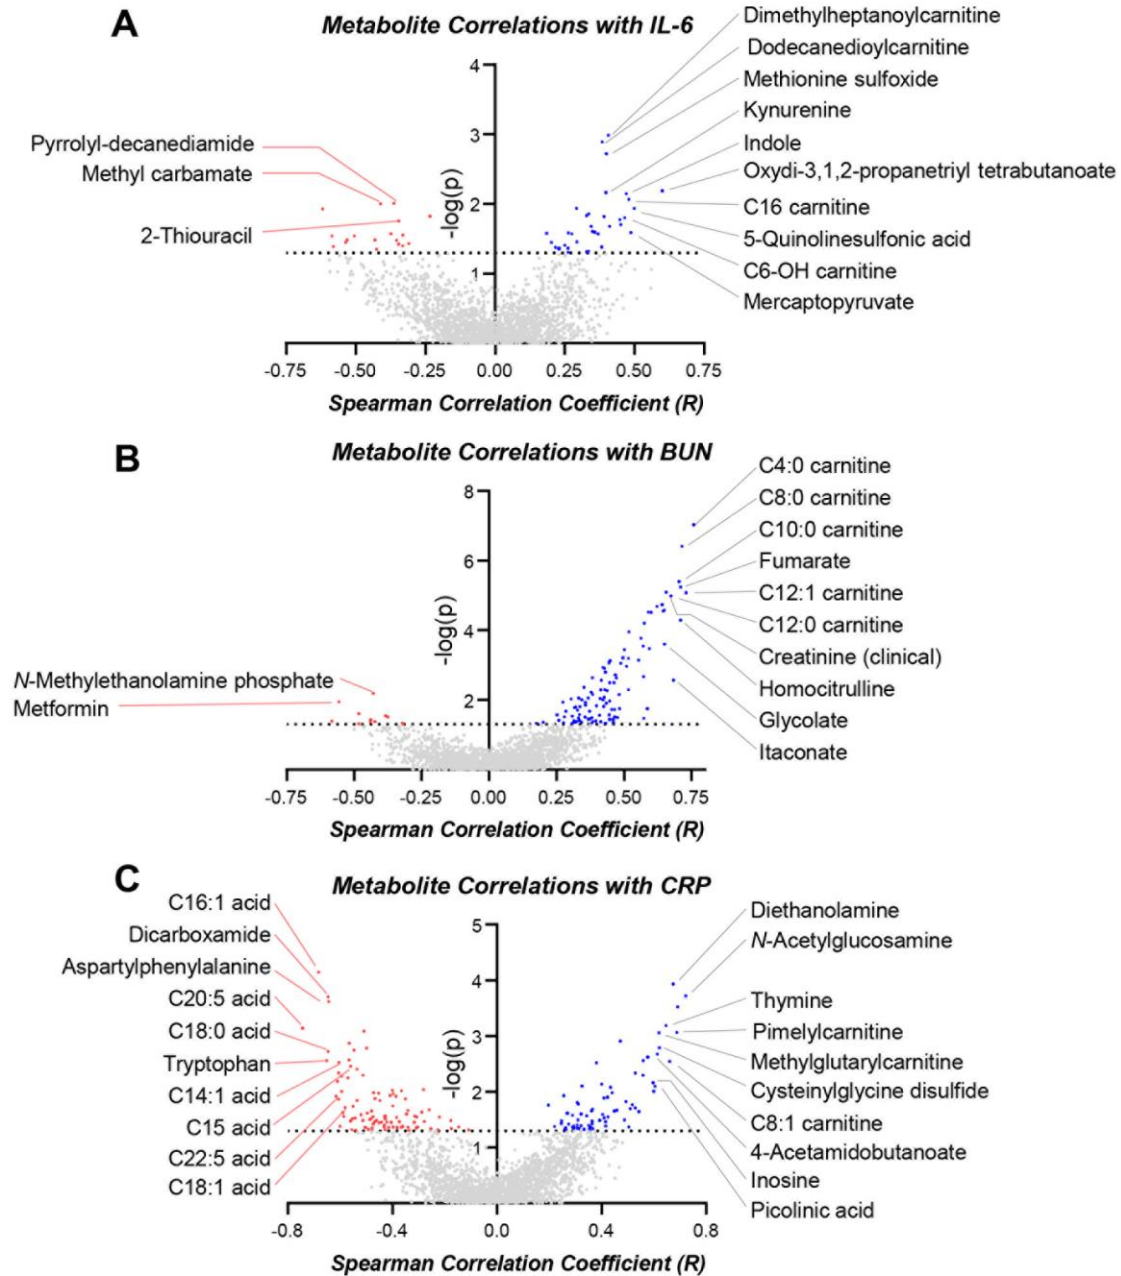 A
Metabolite Correlations with IL-6
Dimethylheptanoylcarnitine
Dodecanedioylcarnitine
Methionine sulfoxide
Kynurenine
Indole
Oxydi-3,1,2-propanetriyl tetrabutanoate
C16 carnitine
5-Quinolinesulfonic acid
C6-OH carnitine
Mercaptopyruvate
Pyrrolyl-decanediamide
Methyl carbamate
2-Thiouracil
-log(p)
4
3
2
1
-0.75 -0.50 -0.25 0.00 0.25 0.50 0.75
Spearman Correlation Coefficient (R)
B
Metabolite Correlations with BUN
C4:0 carnitine
C8:0 carnitine
C10:0 carnitine
Fumarate
C12:1 carnitine
C12:0 carnitine
Creatinine (clinical)
Homocitrulline
Glycolate
Itaconate
N-Methylethanolamine phosphate
Metformin
-log(p)
8
6
4
2
-0.75 -0.50 -0.25 0.00 0.25 0.50 0.75
Spearman Correlation Coefficient (R)
C
Metabolite Correlations with CRP
C16:1 acid
Dicarboxamide
Aspartylphenylalanine
C20:5 acid
C18:0 acid
Tryptophan
C14:1 acid
C15 acid
C22:5 acid
C18:1 acid
-log(p)
5
4
3
2
1
Diethanolamine
N-Acetylglucosamine
Thymine
Pimelylcarnitine
Methylglutarylcarnitine
Cysteinylglycine disulfide
C8:1 carnitine
4-Acetamidobutanoate
Inosine
Picolinic acid
-0.8 -0.4 0.0 0.4 0.8
Spearman Correlation Coefficient (R)